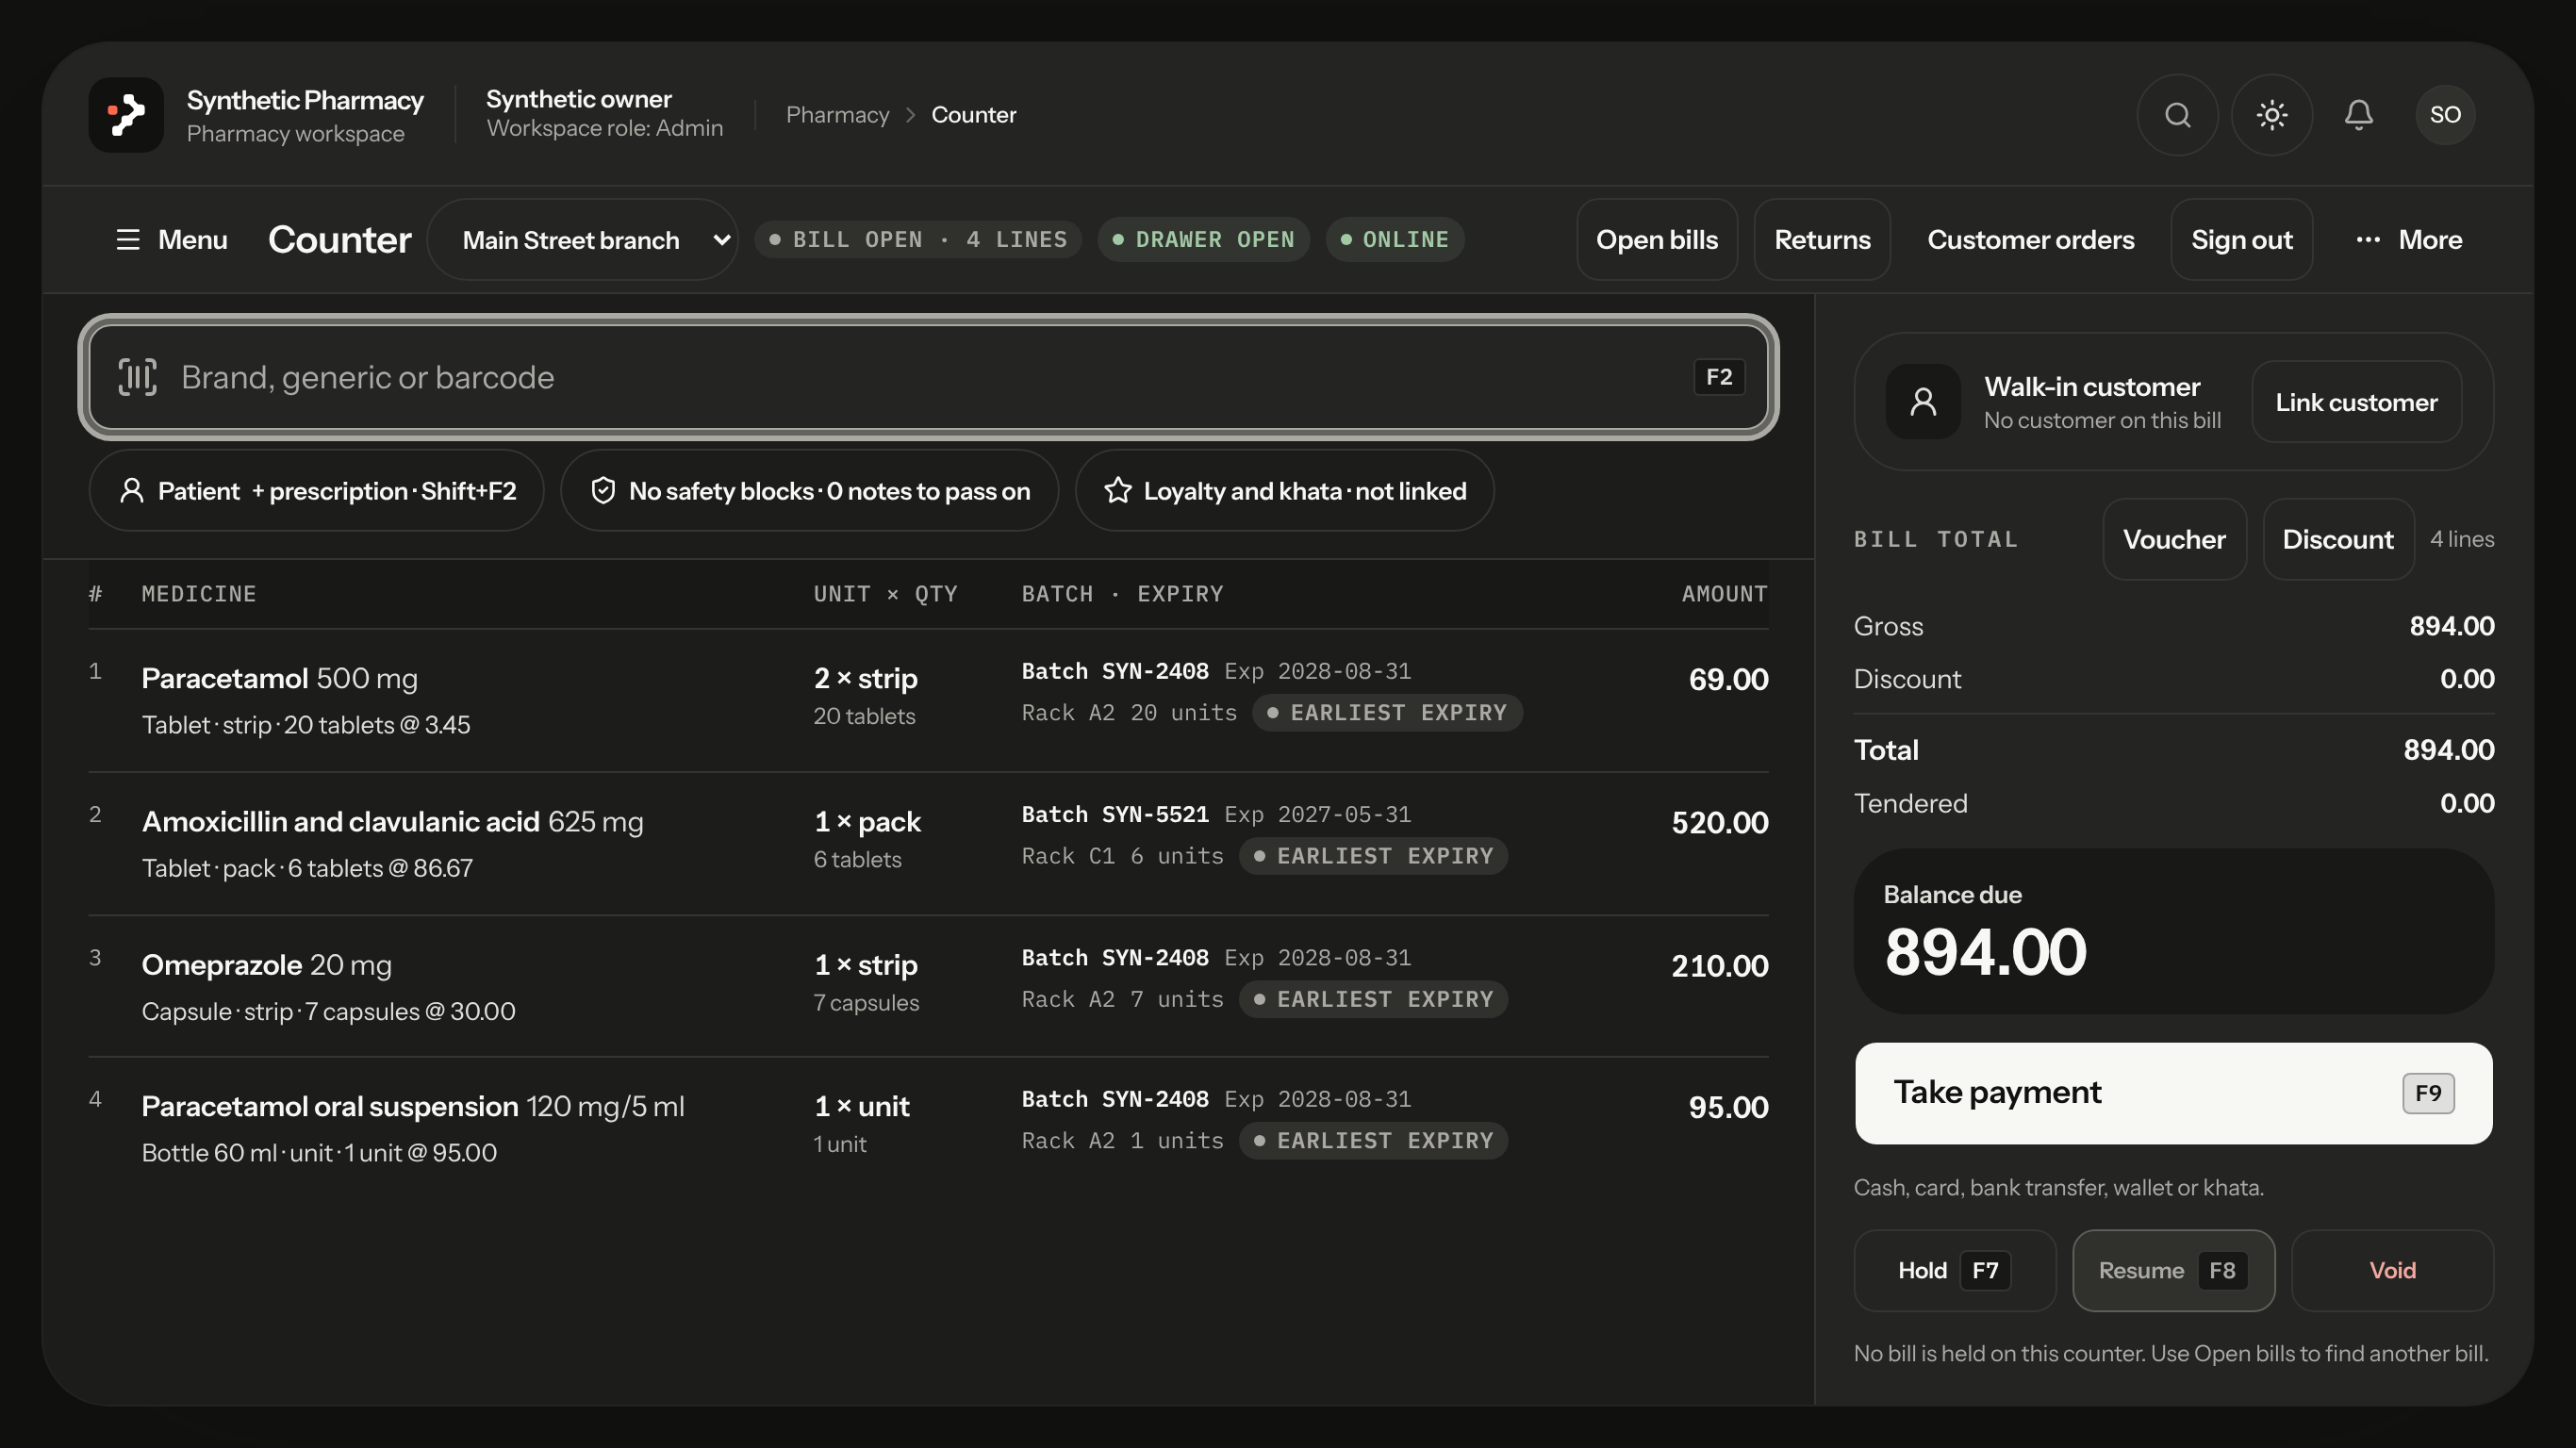 Synthetic Pharmacy
Pharmacy workspace
Synthetic owner
Workspace role: Admin
Pharmacy > Counter
SO
Menu
Counter
Main Street branch
BILL OPEN · 4 LINES
DRAWER OPEN
ONLINE
Open bills
Returns
Customer orders
Sign out
More
Brand, generic or barcode
F2
Patient + prescription · Shift+F2
No safety blocks · 0 notes to pass on
Loyalty and khata · not linked
# MEDICINE UNIT × QTY BATCH · EXPIRY AMOUNT
1 Paracetamol 500 mg 2 × strip Batch SYN-2408 Exp 2028-08-31 69.00
Tablet · strip · 20 tablets @ 3.45 20 tablets Rack A2 20 units EARLIEST EXPIRY
2 Amoxicillin and clavulanic acid 625 mg 1 × pack Batch SYN-5521 Exp 2027-05-31 520.00
Tablet · pack · 6 tablets @ 86.67 6 tablets Rack C1 6 units EARLIEST EXPIRY
3 Omeprazole 20 mg 1 × strip Batch SYN-2408 Exp 2028-08-31 210.00
Capsule · strip · 7 capsules @ 30.00 7 capsules Rack A2 7 units EARLIEST EXPIRY
4 Paracetamol oral suspension 120 mg/5 ml 1 × unit Batch SYN-2408 Exp 2028-08-31 95.00
Bottle 60 ml · unit · 1 unit @ 95.00 1 unit Rack A2 1 units EARLIEST EXPIRY
Walk-in customer
No customer on this bill
Link customer
BILL TOTAL
Voucher
Discount
4 lines
Gross 894.00
Discount 0.00
Total 894.00
Tendered 0.00
Balance due
894.00
Take payment F9
Cash, card, bank transfer, wallet or khata.
Hold F7
Resume F8
Void
No bill is held on this counter. Use Open bills to find another bill.